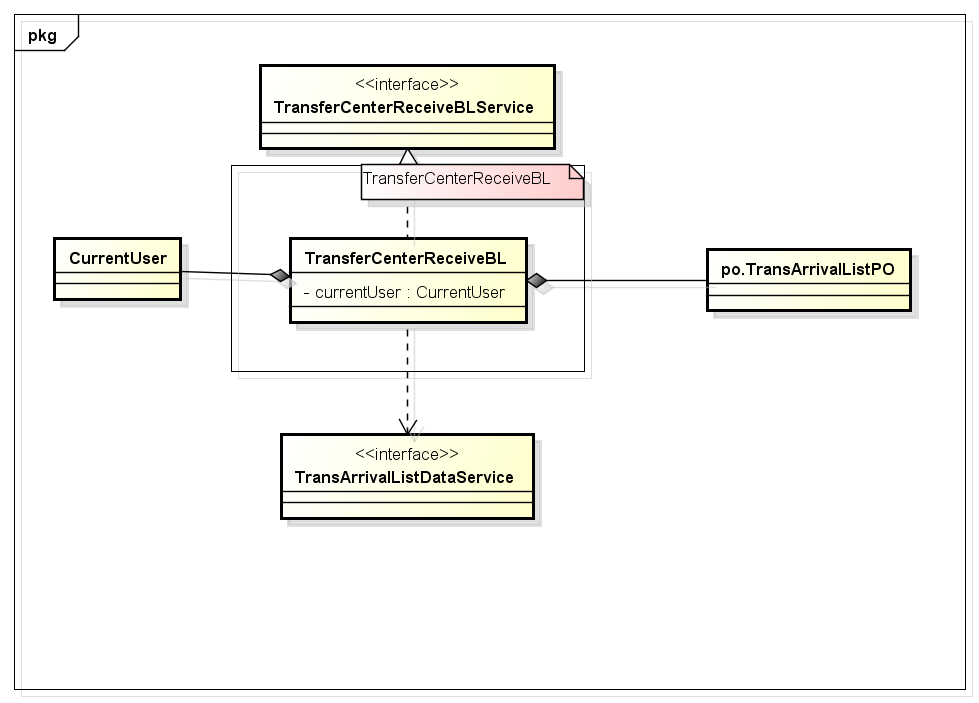 pkg
<<interface>>
TransferCenterReceiveBLService
TransferCenterReceiveBL
CurrentUser
TransferCenterReceiveBL
- currentUser : CurrentUser
po.TransArrivalListPO
<<interface>>
TransArrivalListDataService